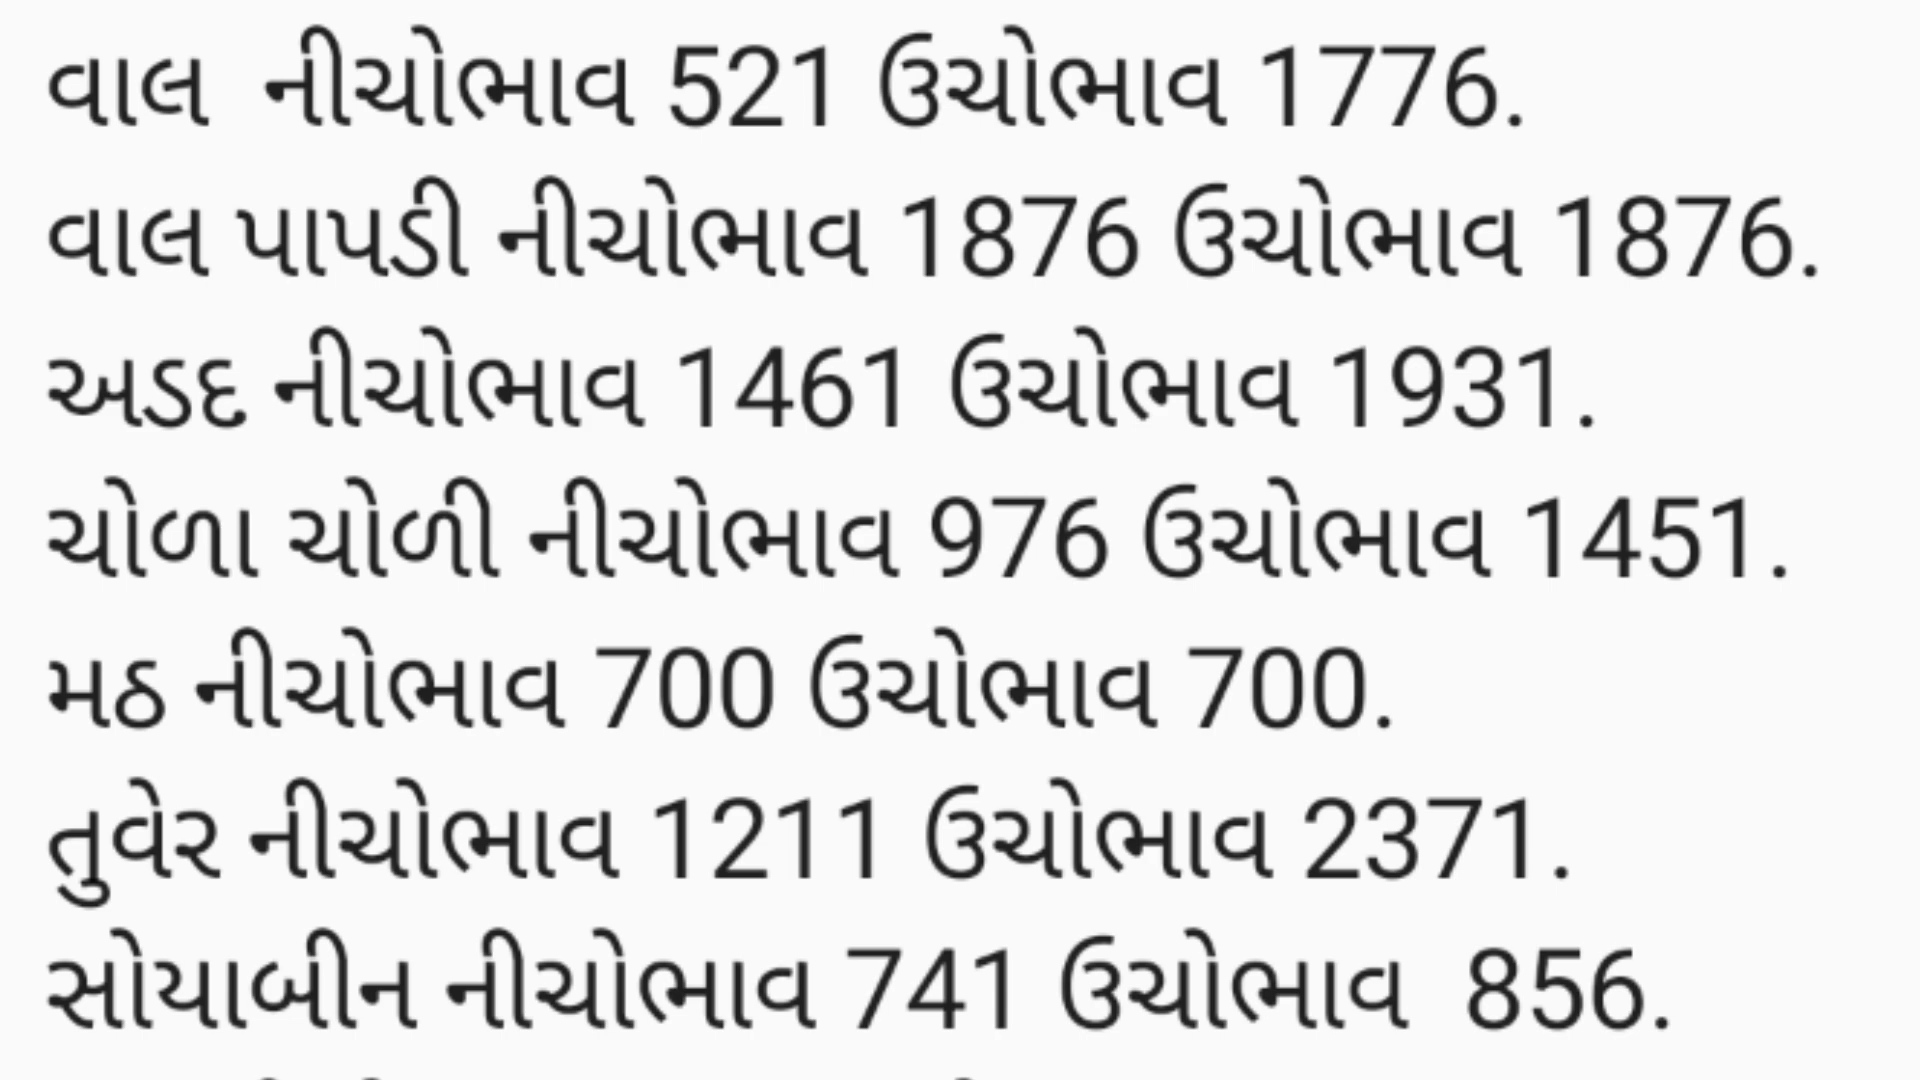 વાલ  નીચોભાવ 521 ઉચોભાવ 1776.
વાલ પાપડી નીચોભાવ 1876 ઉચોભાવ 1876.
અડદ નીચોભાવ 1461 ઉચોભાવ 1931.
ચોળા ચોળી નીચોભાવ 976 ઉચોભાવ 1451.
મઠ નીચોભાવ 700 ઉચોભાવ 700.
તુવેર નીચોભાવ 1211 ઉચોભાવ 2371.
સોયાબીન નીચોભાવ 741 ઉચોભાવ  856.